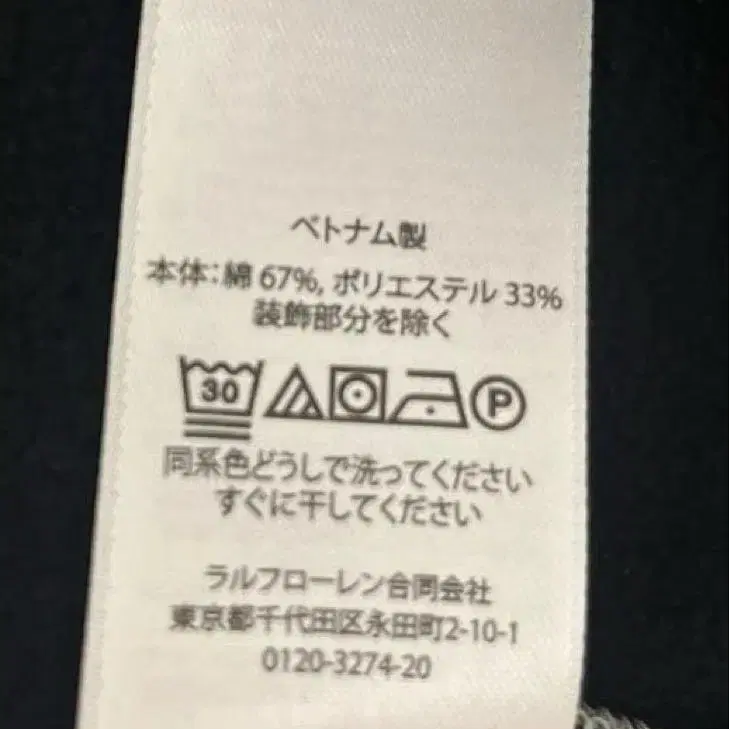 ベトナム製
本体：綿 67%, ポリエステル 33%
装飾部分を除く
30 P
同系色どうしで洗ってください
すぐに干してください
ラルフローレン合同会社
東京都千代田区永田町2-10-1
0120-3274-20